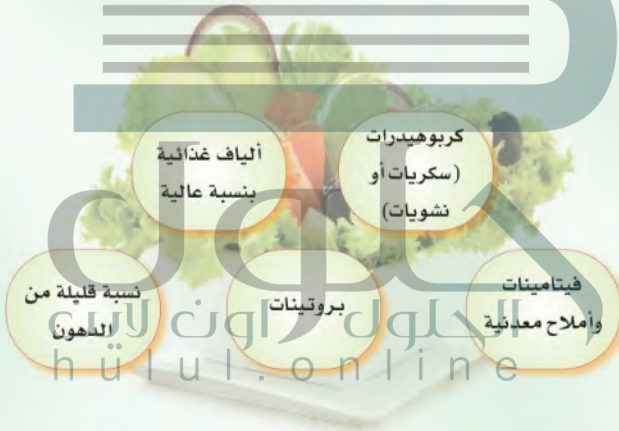 كربوهيدرات
(سكريات أو
نشويات)
ألياف غذائية
بنسبة عالية
فيتامينات
وأملاح معدنية
بروتينات
نسبة قليلة من
الدهون
حلول
الحلول اون لاين
hulul.online